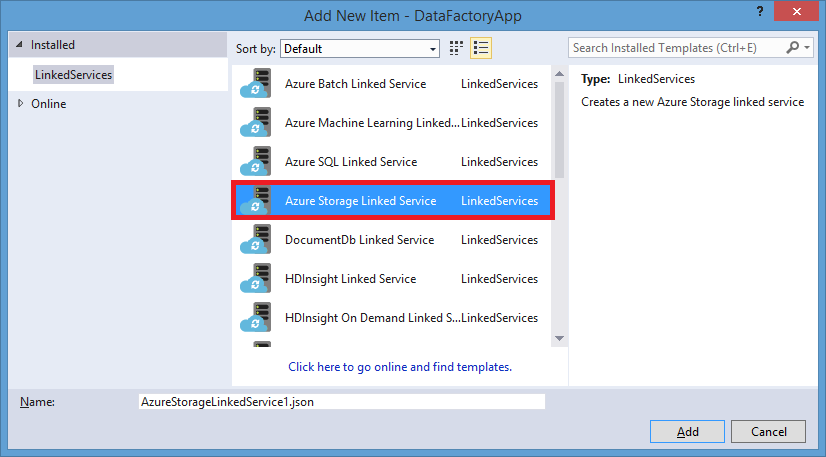 Add New Item - DataFactoryApp
?
Installed
LinkedServices
Online
Sort by: Default
Search Installed Templates (Ctrl+E)
Azure Batch Linked Service LinkedServices
Azure Machine Learning Linked... LinkedServices
Azure SQL Linked Service LinkedServices
Azure Storage Linked Service LinkedServices
DocumentDb Linked Service LinkedServices
HDInsight Linked Service LinkedServices
HDInsight On Demand Linked S... LinkedServices
Click here to go online and find templates.
Type: LinkedServices
Creates a new Azure Storage linked service
Name: AzureStorageLinkedService1.json
Add Cancel